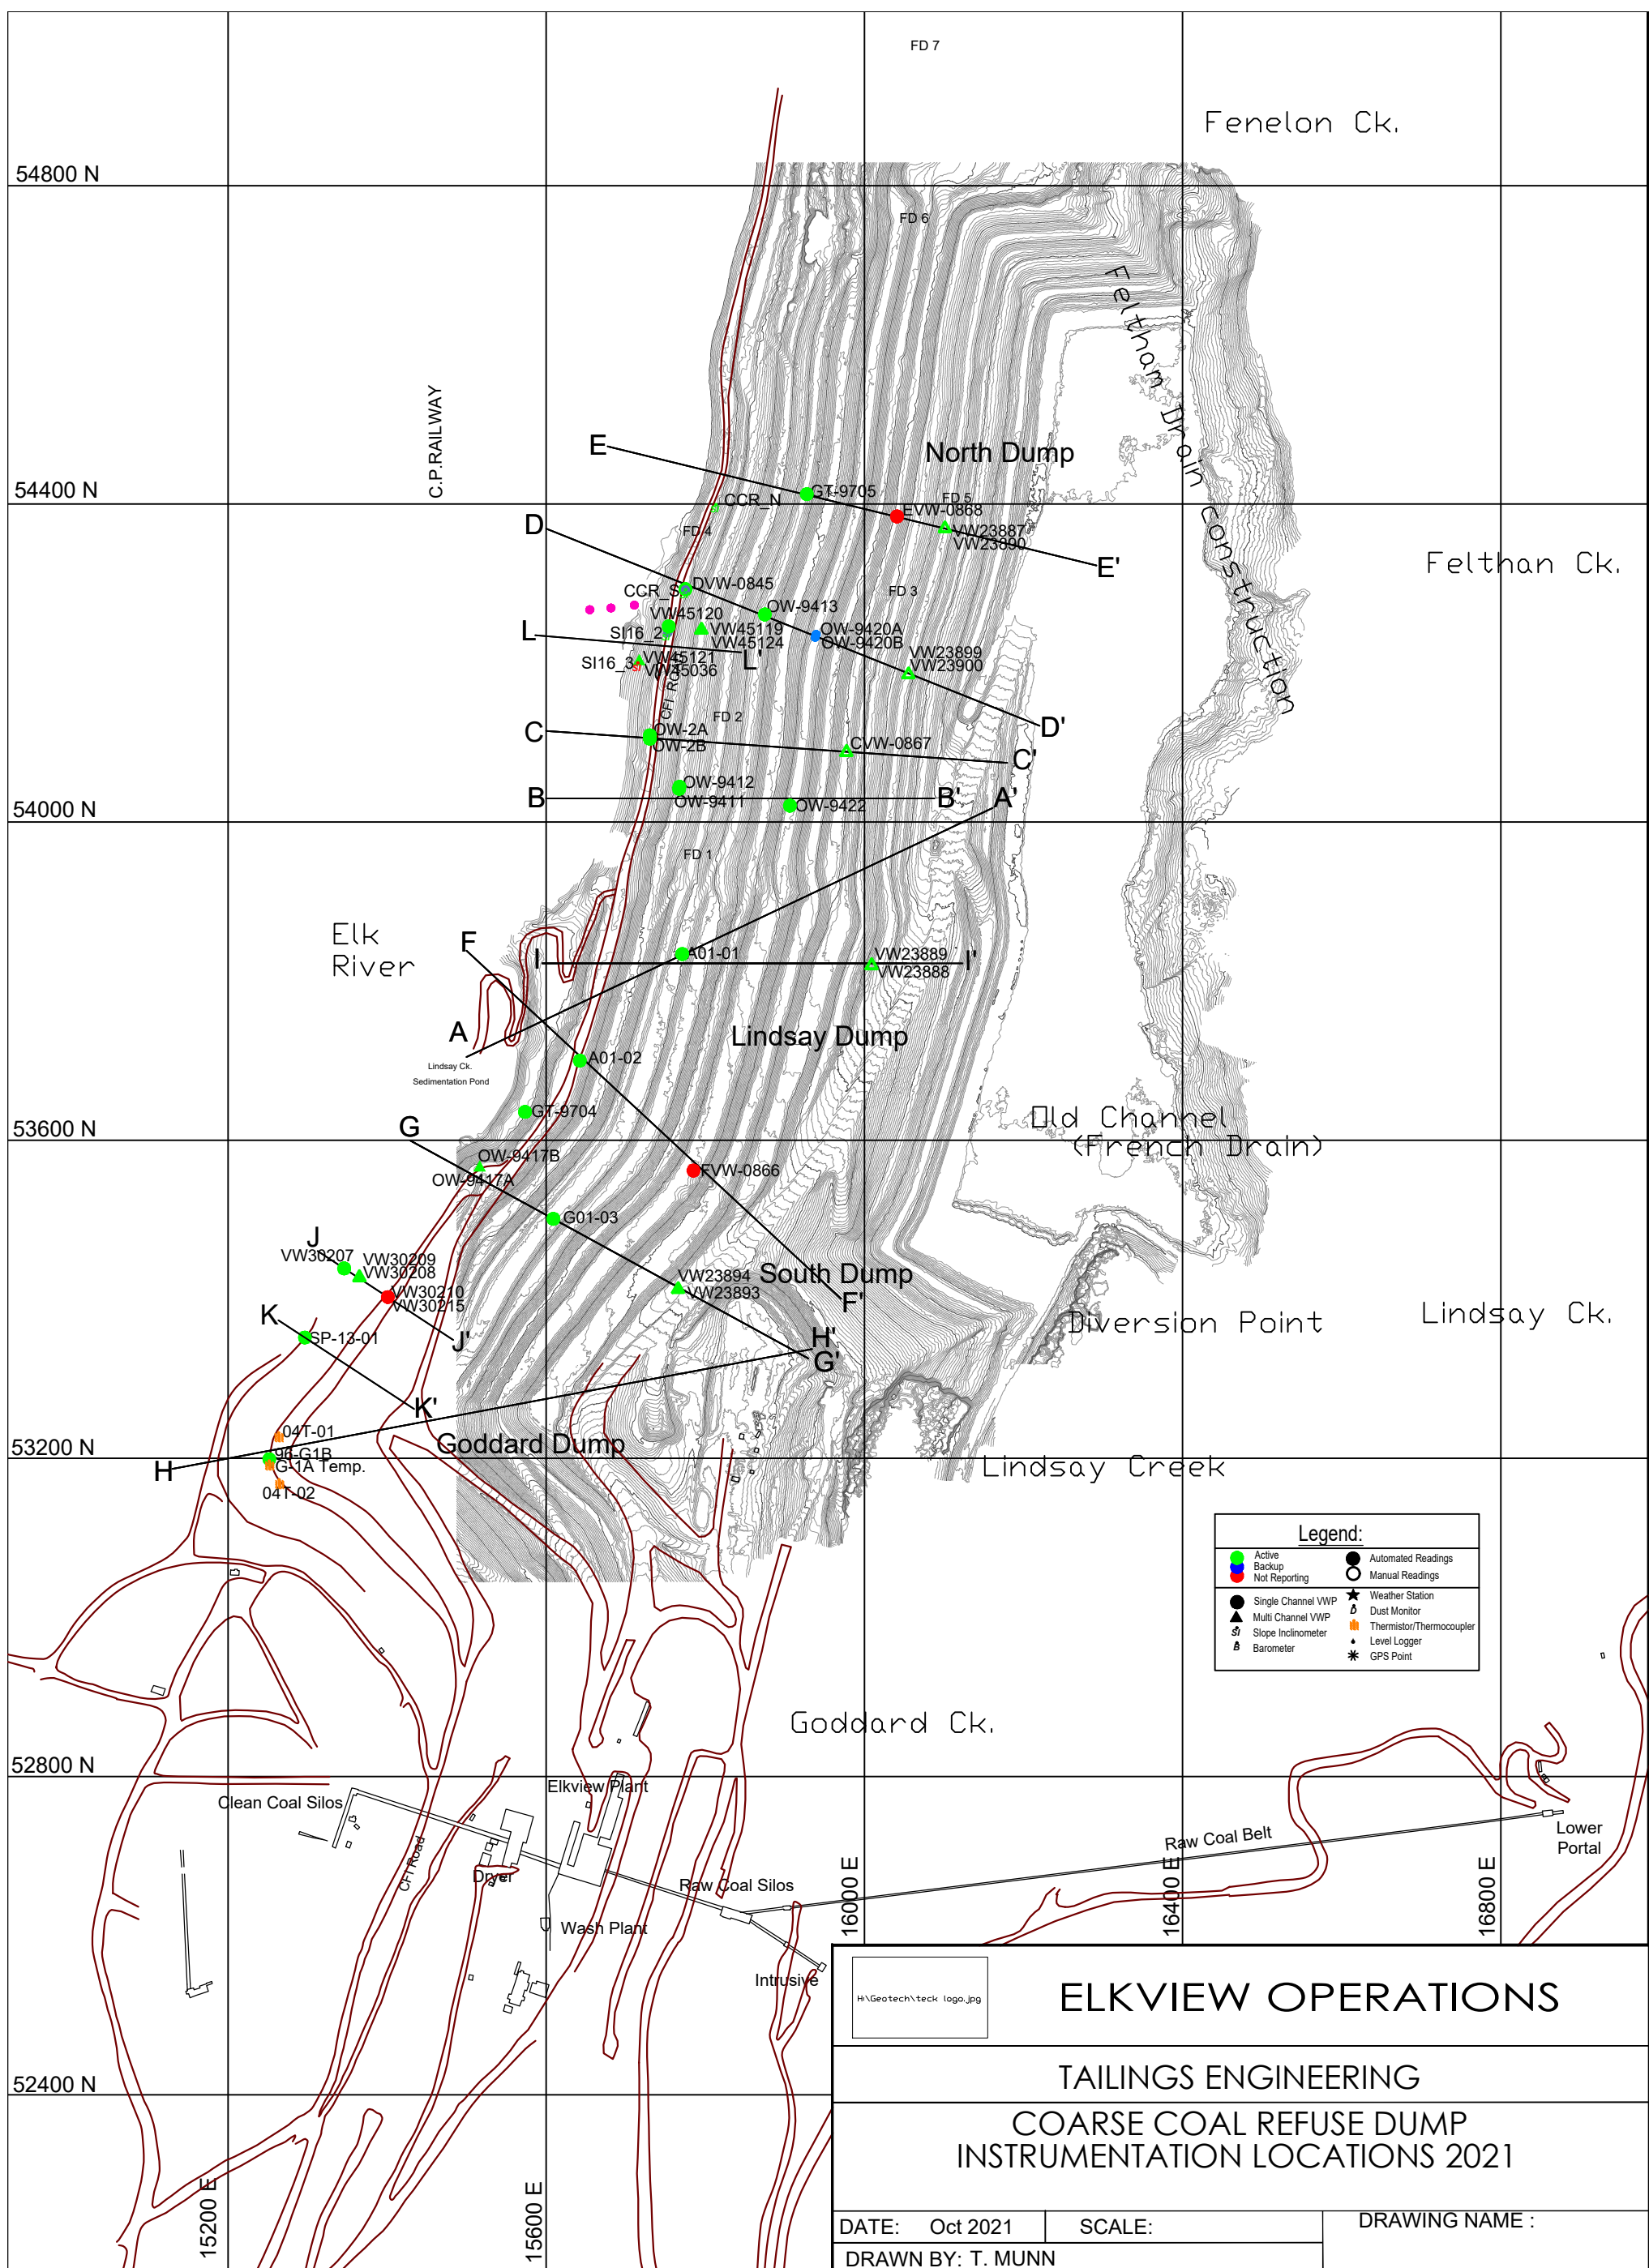 FD 7
Fenelon Ck.
54800 N
FD 6
Feltham Drain construction
C.P.RAILWAY
E
North Dump
GT-9705
FD 5
54400 N
CCR_N
EVW-0868
D
FD 4
VW23887
VW23890
E'
Felthan Ck.
DVW-0845
CCR_S
FD 3
OW-9413
VW45120
L
SI16_2
VW45119
VW45124
OW-9420A
OW-9420B
SI16_3
VW45121
VW45036
L'
VW23899
VW23900
FD 2
D'
C
OW-2A
OW-2B
CVW-0867
C'
OW-9412
OW-9411
B
OW-9422
B'
A'
54000 N
FD 1
Elk
River
F
I
A01-01
VW23889
VW23888
I'
A
Lindsay Dump
Lindsay Ck.
Sedimentation Pond
A01-02
GT-9704
Old Channel
(French Drain)
G
53600 N
OW-9417B
OW-9417A
FVW-0866
G01-03
J
VW30207
VW30209
VW30208
VW23894
VW23893
South Dump
F'
VW30210
VW30215
K
SP-13-01
J'
H'
G'
Diversion Point
Lindsay Ck.
K'
04T-01
53200 N
96-G1B
G-1A Temp.
H
04T-02
Goddard Dump
Lindsay Creek
Legend:
Active
Backup
Not Reporting
Automated Readings
Manual Readings
Single Channel VWP
Multi Channel VWP
SI Slope Inclinometer
B Barometer
Weather Station
D Dust Monitor
Thermistor/Thermocoupler
Level Logger
GPS Point
Goddard Ck.
52800 N
Clean Coal Silos
Elkview Plant
CFI Road
Dryer
Raw Coal Silos
Wash Plant
Intrusive
Raw Coal Belt
Lower
Portal
16000 E
16400 E
16800 E
52400 N
15200 E
15600 E
H:\Geotech\teck logo.jpg
ELKVIEW OPERATIONS
TAILINGS ENGINEERING
COARSE COAL REFUSE DUMP
INSTRUMENTATION LOCATIONS 2021
DATE: Oct 2021
SCALE:
DRAWING NAME :
DRAWN BY: T. MUNN